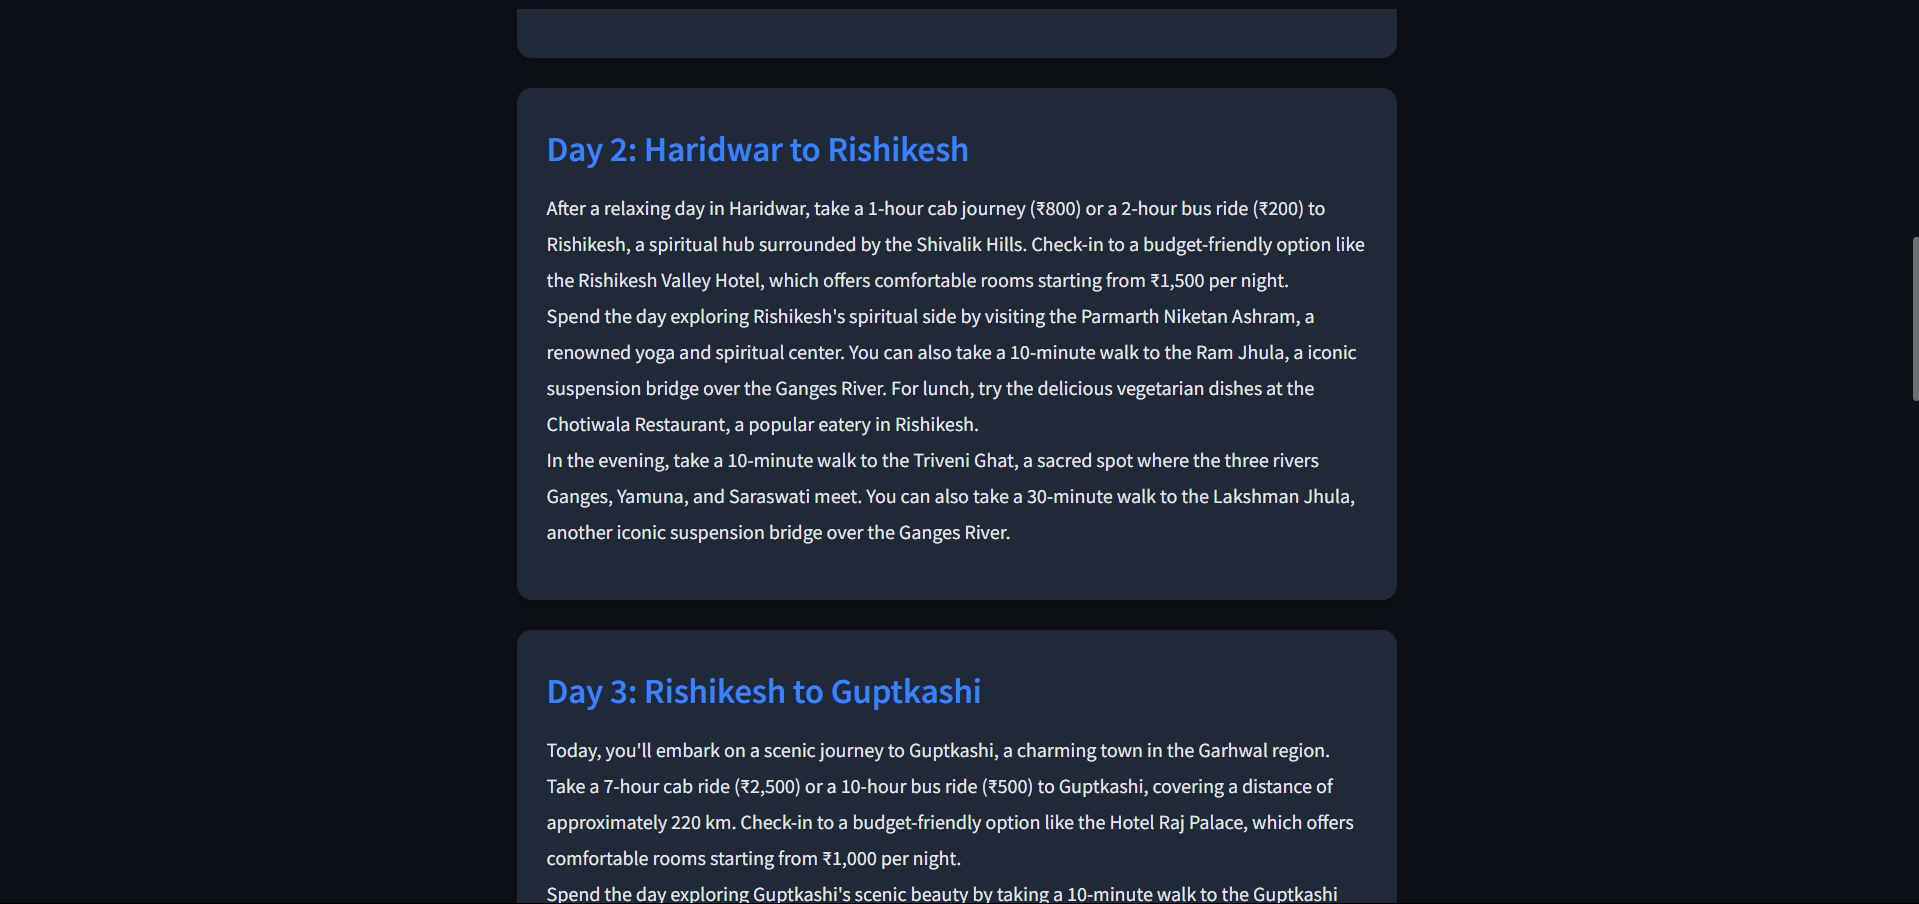 Day 2: Haridwar to Rishikesh
After a relaxing day in Haridwar, take a 1-hour cab journey (₹800) or a 2-hour bus ride (₹200) to
Rishikesh, a spiritual hub surrounded by the Shivalik Hills. Check-in to a budget-friendly option like
the Rishikesh Valley Hotel, which offers comfortable rooms starting from ₹1,500 per night.
Spend the day exploring Rishikesh's spiritual side by visiting the Parmarth Niketan Ashram, a
renowned yoga and spiritual center. You can also take a 10-minute walk to the Ram Jhula, a iconic
suspension bridge over the Ganges River. For lunch, try the delicious vegetarian dishes at the
Chotiwala Restaurant, a popular eatery in Rishikesh.
In the evening, take a 10-minute walk to the Triveni Ghat, a sacred spot where the three rivers
Ganges, Yamuna, and Saraswati meet. You can also take a 30-minute walk to the Lakshman Jhula,
another iconic suspension bridge over the Ganges River.
Day 3: Rishikesh to Guptkashi
Today, you'll embark on a scenic journey to Guptkashi, a charming town in the Garhwal region.
Take a 7-hour cab ride (₹2,500) or a 10-hour bus ride (₹500) to Guptkashi, covering a distance of
approximately 220 km. Check-in to a budget-friendly option like the Hotel Raj Palace, which offers
comfortable rooms starting from ₹1,000 per night.
Spend the day exploring Guptkashi's scenic beauty by taking a 10-minute walk to the Guptkashi